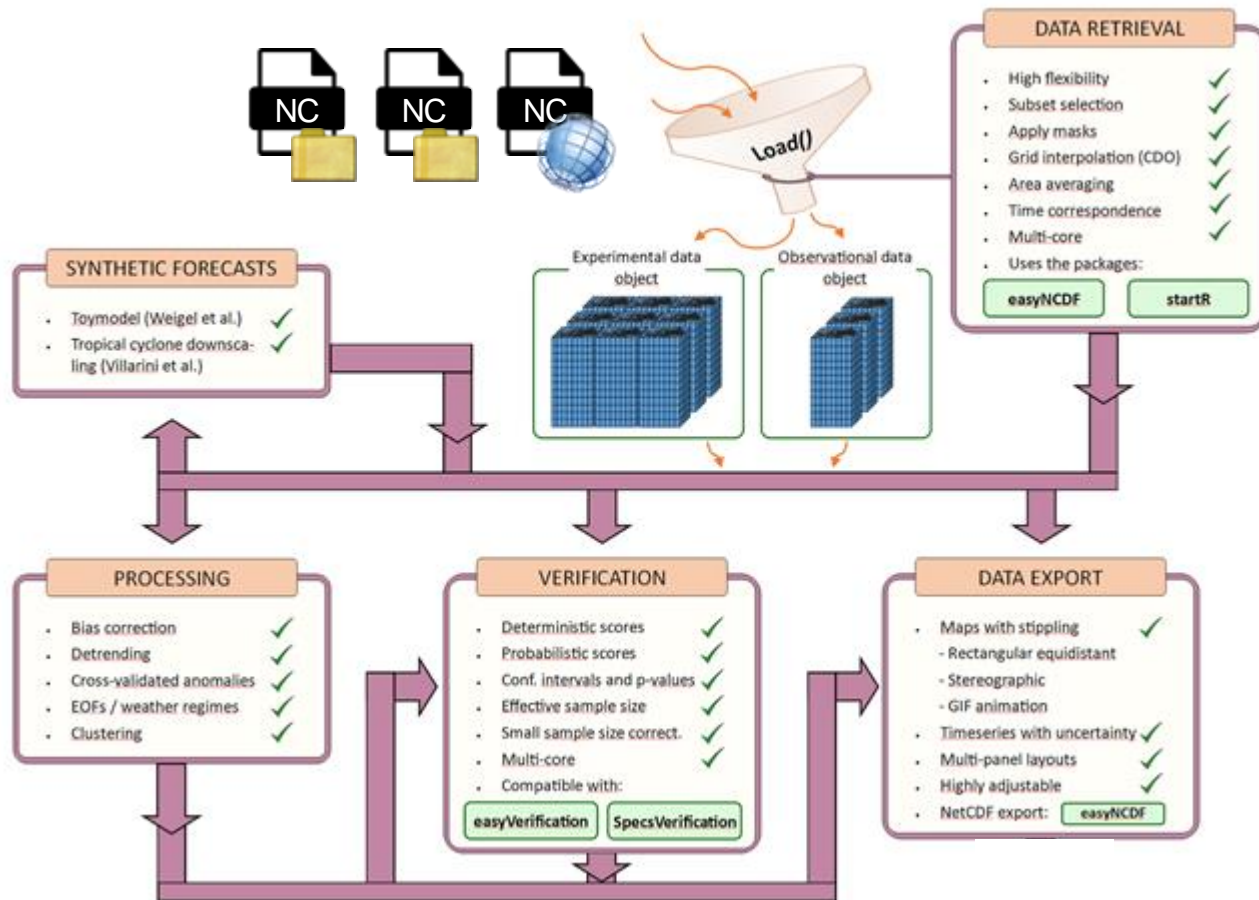 NC
NC
NC
Load()
DATA RETRIEVAL
High flexibility
Subset selection
Apply masks
Grid interpolation (CDO)
Area averaging
Time correspondence
Multi-core
Uses the packages:
easyNCDF
startR
Experimental data
object
Observational data
object
SYNTHETIC FORECASTS
Toymodel (Weigel et al.)
Tropical cyclone downsca-
ling (Villarini et al.)
PROCESSING
Bias correction
Detrending
Cross-validated anomalies
EOFs / weather regimes
Clustering
VERIFICATION
Deterministic scores
Probabilistic scores
Conf. intervals and p-values
Effective sample size
Small sample size correct.
Multi-core
Compatible with:
easyVerification
SpecsVerification
DATA EXPORT
Maps with stippling
- Rectangular equidistant
- Stereographic
- GIF animation
Timeseries with uncertainty
Multi-panel layouts
Highly adjustable
NetCDF export: easyNCDF